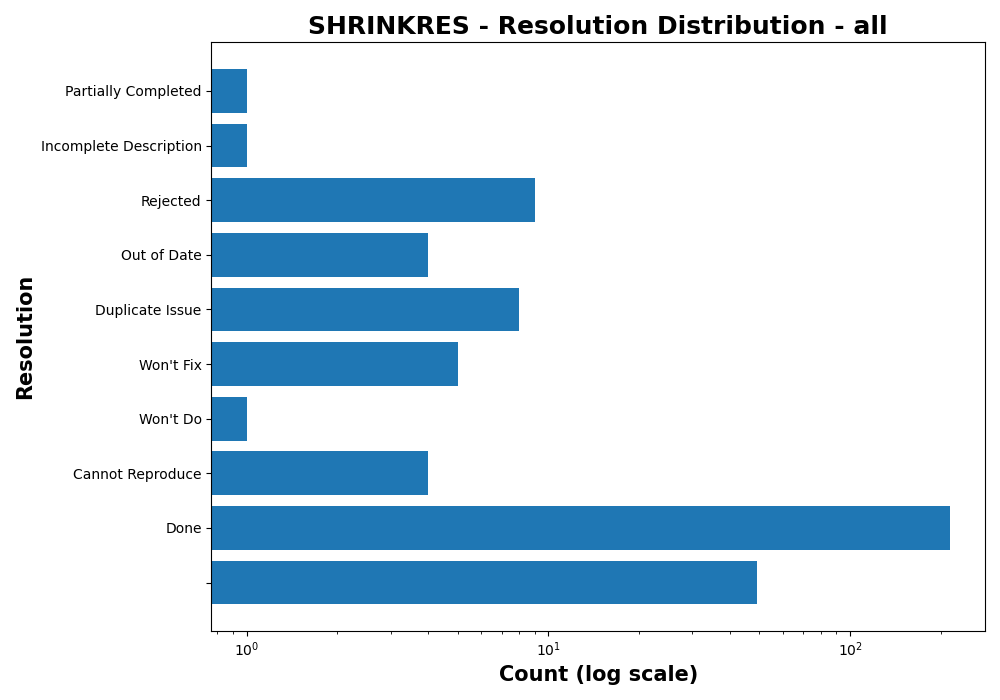 SHRINKRES - Resolution Distribution - all
Partially Completed
Incomplete Description
Rejected
Out of Date
Duplicate Issue
Won't Fix
Won't Do
Cannot Reproduce
Done
Resolution
10⁰ 10¹ 10²
Count (log scale)